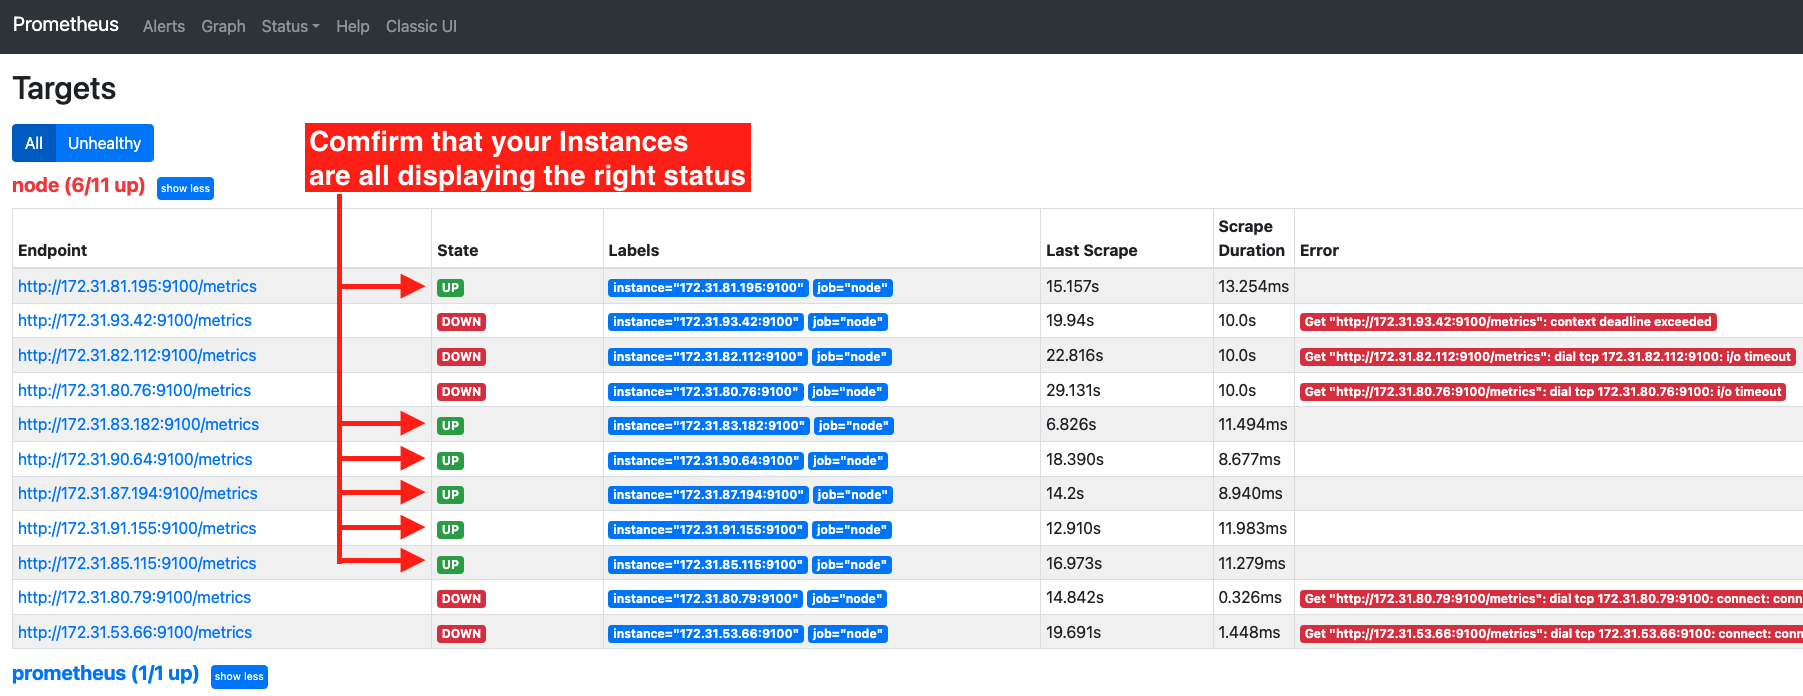 Prometheus Alerts Graph Status Help Classic UI
Targets
All Unhealthy
Comfirm that your Instances
are all displaying the right status
node (6/11 up) show less
Endpoint State Labels Last Scrape Scrape Duration Error
http://172.31.81.195:9100/metrics UP instance="172.31.81.195:9100" job="node" 15.157s 13.254ms
http://172.31.93.42:9100/metrics DOWN instance="172.31.93.42:9100" job="node" 19.94s 10.0s Get "http://172.31.93.42:9100/metrics": context deadline exceeded
http://172.31.82.112:9100/metrics DOWN instance="172.31.82.112:9100" job="node" 22.816s 10.0s Get "http://172.31.82.112:9100/metrics": dial tcp 172.31.82.112:9100: i/o timeout
http://172.31.80.76:9100/metrics DOWN instance="172.31.80.76:9100" job="node" 29.131s 10.0s Get "http://172.31.80.76:9100/metrics": dial tcp 172.31.80.76:9100: i/o timeout
http://172.31.83.182:9100/metrics UP instance="172.31.83.182:9100" job="node" 6.826s 11.494ms
http://172.31.90.64:9100/metrics UP instance="172.31.90.64:9100" job="node" 18.390s 8.677ms
http://172.31.87.194:9100/metrics UP instance="172.31.87.194:9100" job="node" 14.2s 8.940ms
http://172.31.91.155:9100/metrics UP instance="172.31.91.155:9100" job="node" 12.910s 11.983ms
http://172.31.85.115:9100/metrics UP instance="172.31.85.115:9100" job="node" 16.973s 11.279ms
http://172.31.80.79:9100/metrics DOWN instance="172.31.80.79:9100" job="node" 14.842s 0.326ms Get "http://172.31.80.79:9100/metrics": dial tcp 172.31.80.79:9100: connect: conn
http://172.31.53.66:9100/metrics DOWN instance="172.31.53.66:9100" job="node" 19.691s 1.448ms Get "http://172.31.53.66:9100/metrics": dial tcp 172.31.53.66:9100: connect: conn
prometheus (1/1 up) show less